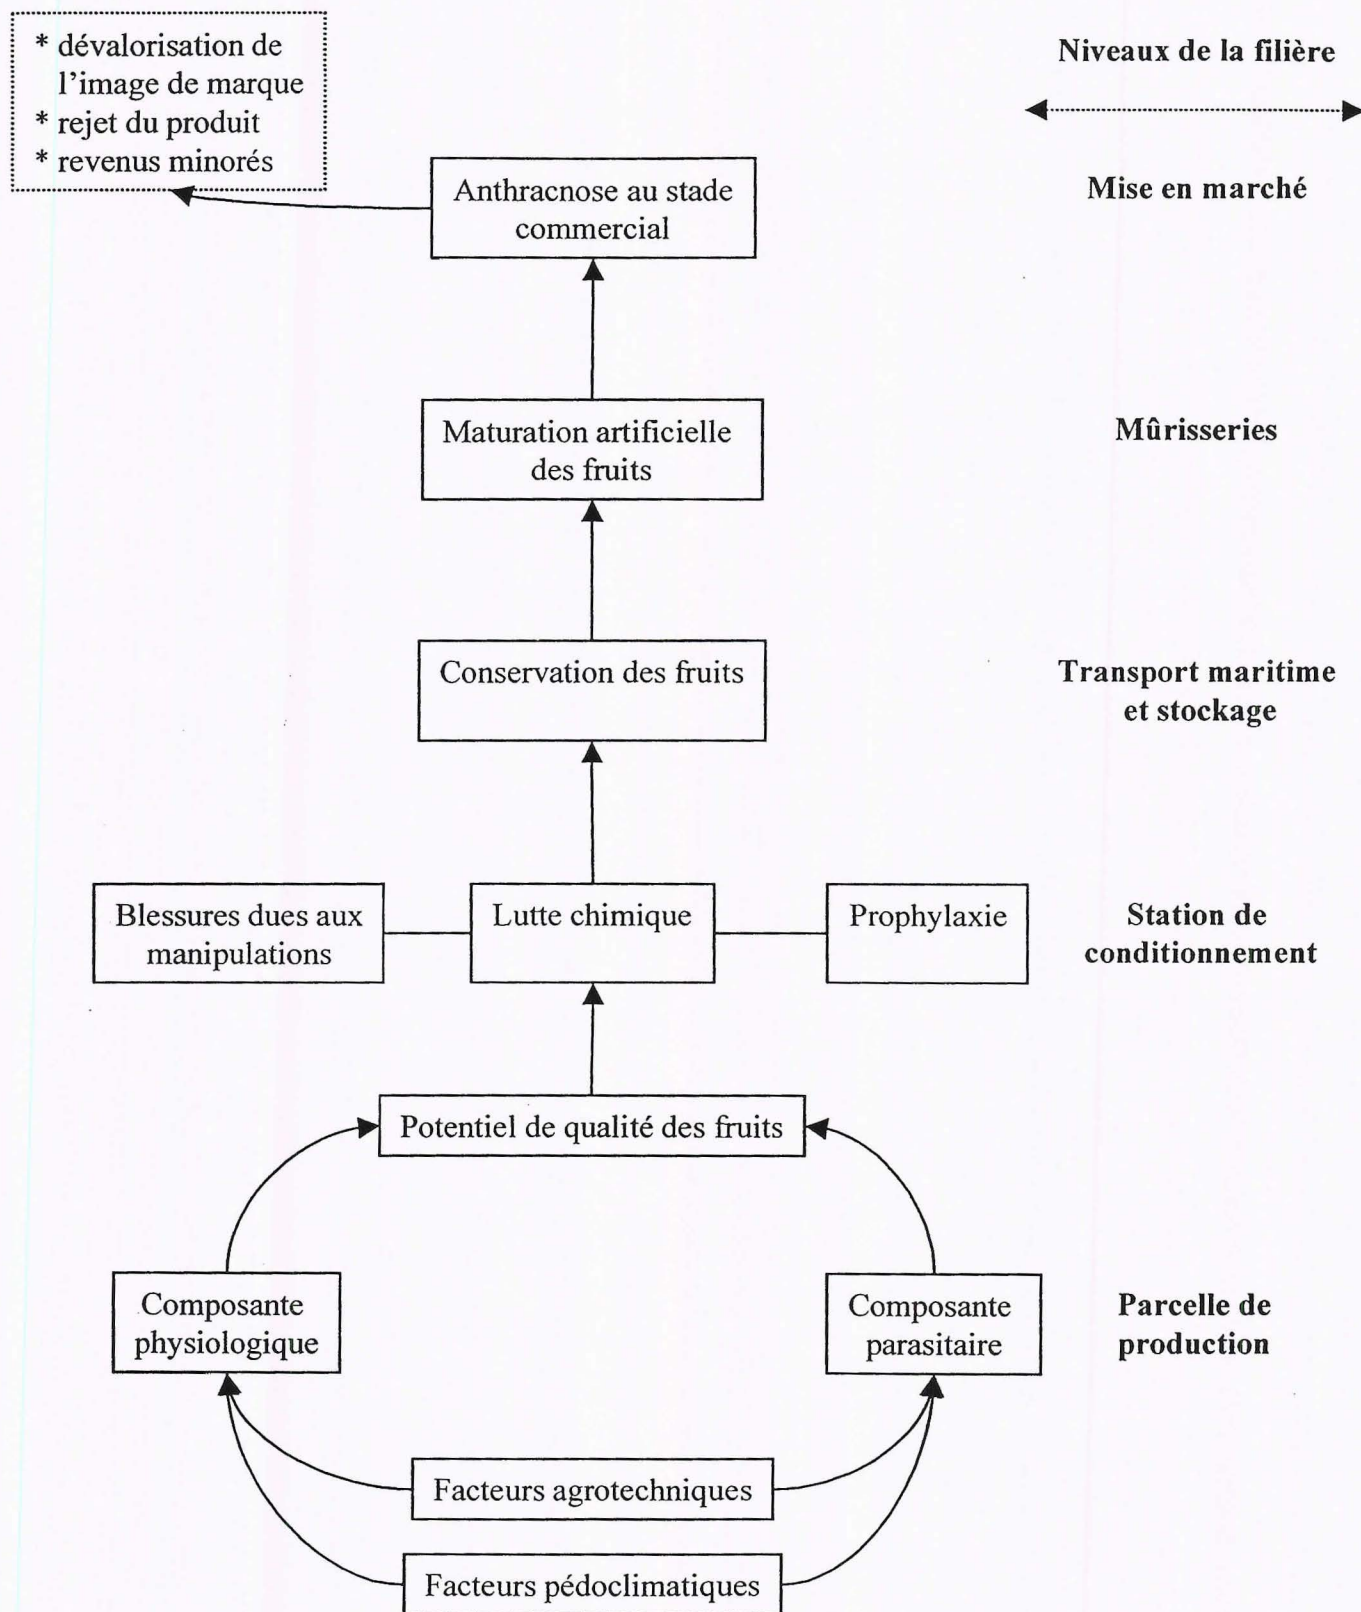 * dévalorisation de
l'image de marque
* rejet du produit
* revenus minorés
Niveaux de la filière
Anthracnose au stade
commercial
Mise en marché
Maturation artificielle
des fruits
Mûrisseries
Conservation des fruits
Transport maritime
et stockage
Blessures dues aux
manipulations
Lutte chimique
Prophylaxie
Station de
conditionnement
Potentiel de qualité des fruits
Composante
physiologique
Composante
parasitaire
Parcelle de
production
Facteurs agrotechniques
Facteurs pédoclimatiques